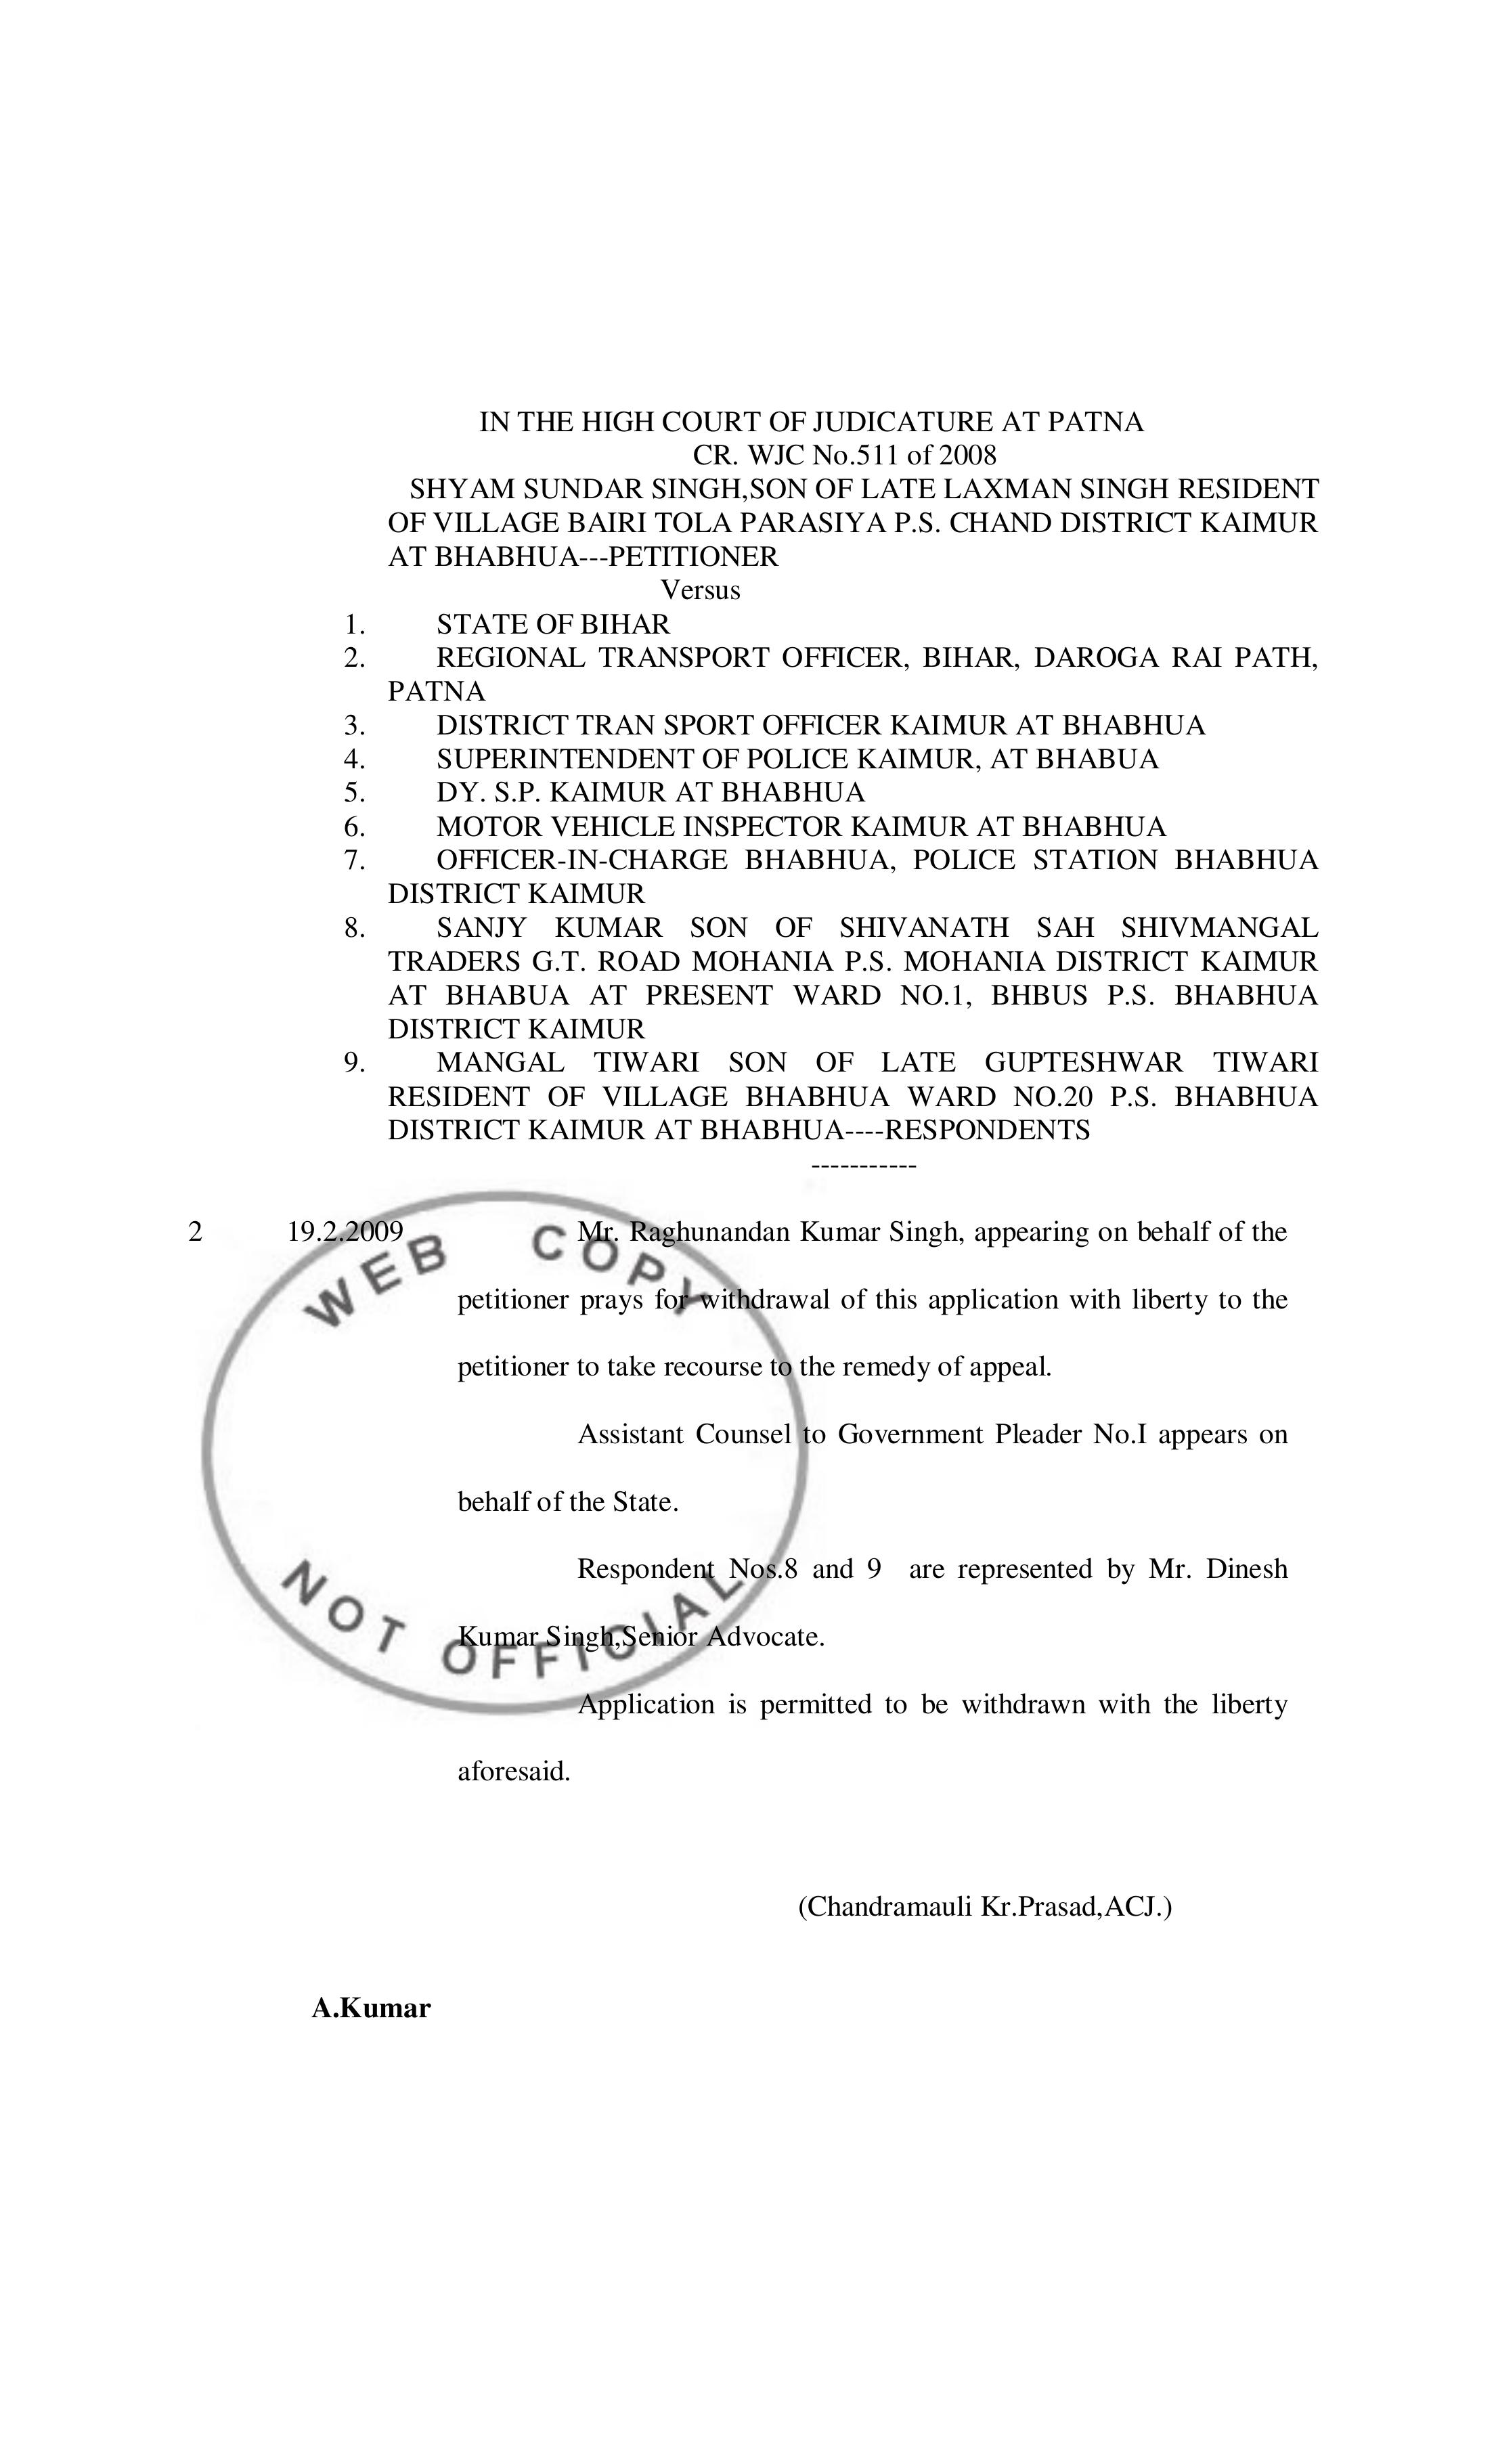 IN THE HIGH COURT OF JUDICATURE AT PATNA
CR. WJC No.511 of 2008
SHYAM SUNDAR SINGH,SON OF LATE LAXMAN SINGH RESIDENT
OF VILLAGE BAIRI TOLA PARASIYA P.S. CHAND DISTRICT KAIMUR
AT BHABHUA---PETITIONER
Versus
1. STATE OF BIHAR
2. REGIONAL TRANSPORT OFFICER, BIHAR, DAROGA RAI PATH,
PATNA
3. DISTRICT TRAN SPORT OFFICER KAIMUR AT BHABHUA
4. SUPERINTENDENT OF POLICE KAIMUR, AT BHABUA
5. DY. S.P. KAIMUR AT BHABHUA
6. MOTOR VEHICLE INSPECTOR KAIMUR AT BHABHUA
7. OFFICER-IN-CHARGE BHABHUA, POLICE STATION BHABHUA
DISTRICT KAIMUR
8. SANJY KUMAR SON OF SHIVANATH SAH SHIVMANGAL
TRADERS G.T. ROAD MOHANIA P.S. MOHANIA DISTRICT KAIMUR
AT BHABUA AT PRESENT WARD NO.1, BHBUS P.S. BHABHUA
DISTRICT KAIMUR
9. MANGAL TIWARI SON OF LATE GUPTESHWAR TIWARI
RESIDENT OF VILLAGE BHABHUA WARD NO.20 P.S. BHABHUA
DISTRICT KAIMUR AT BHABHUA----RESPONDENTS
-----------
2 19.2.2009 Mr. Raghunandan Kumar Singh, appearing on behalf of the
petitioner prays for withdrawal of this application with liberty to the
petitioner to take recourse to the remedy of appeal.
Assistant Counsel to Government Pleader No.I appears on
behalf of the State.
Respondent Nos.8 and 9 are represented by Mr. Dinesh
Kumar Singh,Senior Advocate.
Application is permitted to be withdrawn with the liberty
aforesaid.
(Chandramauli Kr.Prasad,ACJ.)
A.Kumar
WEB COPY
NOT OFFICIAL